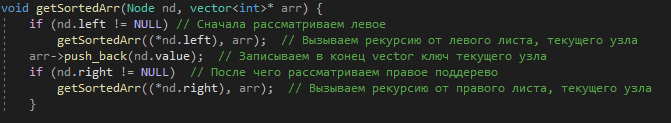 void getSortedArr(Node nd, vector<int>* arr) {
if (nd.left != NULL) // Сначала рассматриваем левое
getSortedArr((*nd.left), arr); // Вызываем рекурсию от левого листа, текущего узла
arr->push_back(nd.value); // Записываем в конец vector ключ текущего узла
if (nd.right != NULL) // После чего рассматриваем правое поддерево
getSortedArr((*nd.right), arr); // Вызываем рекурсию от правого листа, текущего узла
}